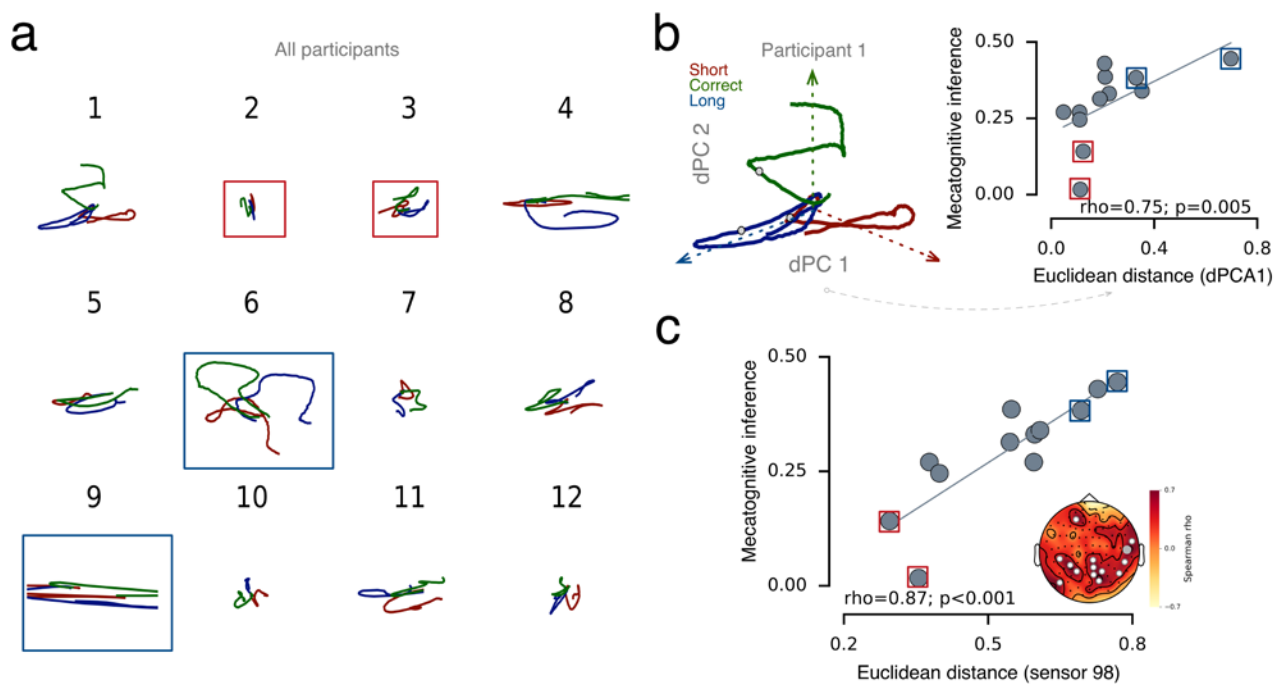 a
All participants
1 2 3 4
5 6 7 8
9 10 11 12
b
Participant 1
Short
Correct
Long
dPC 2
dPC 1
Mecatognitive inference
0.50
0.25
0.00
rho=0.75; p=0.005
0.0 0.4 0.8
Euclidean distance (dPCA1)
c
Mecatognitive inference
0.50
0.25
0.00
rho=0.87; p<0.001
0.2 0.5 0.8
Euclidean distance (sensor 98)
0.7
0.0
−0.7
Spearman rho